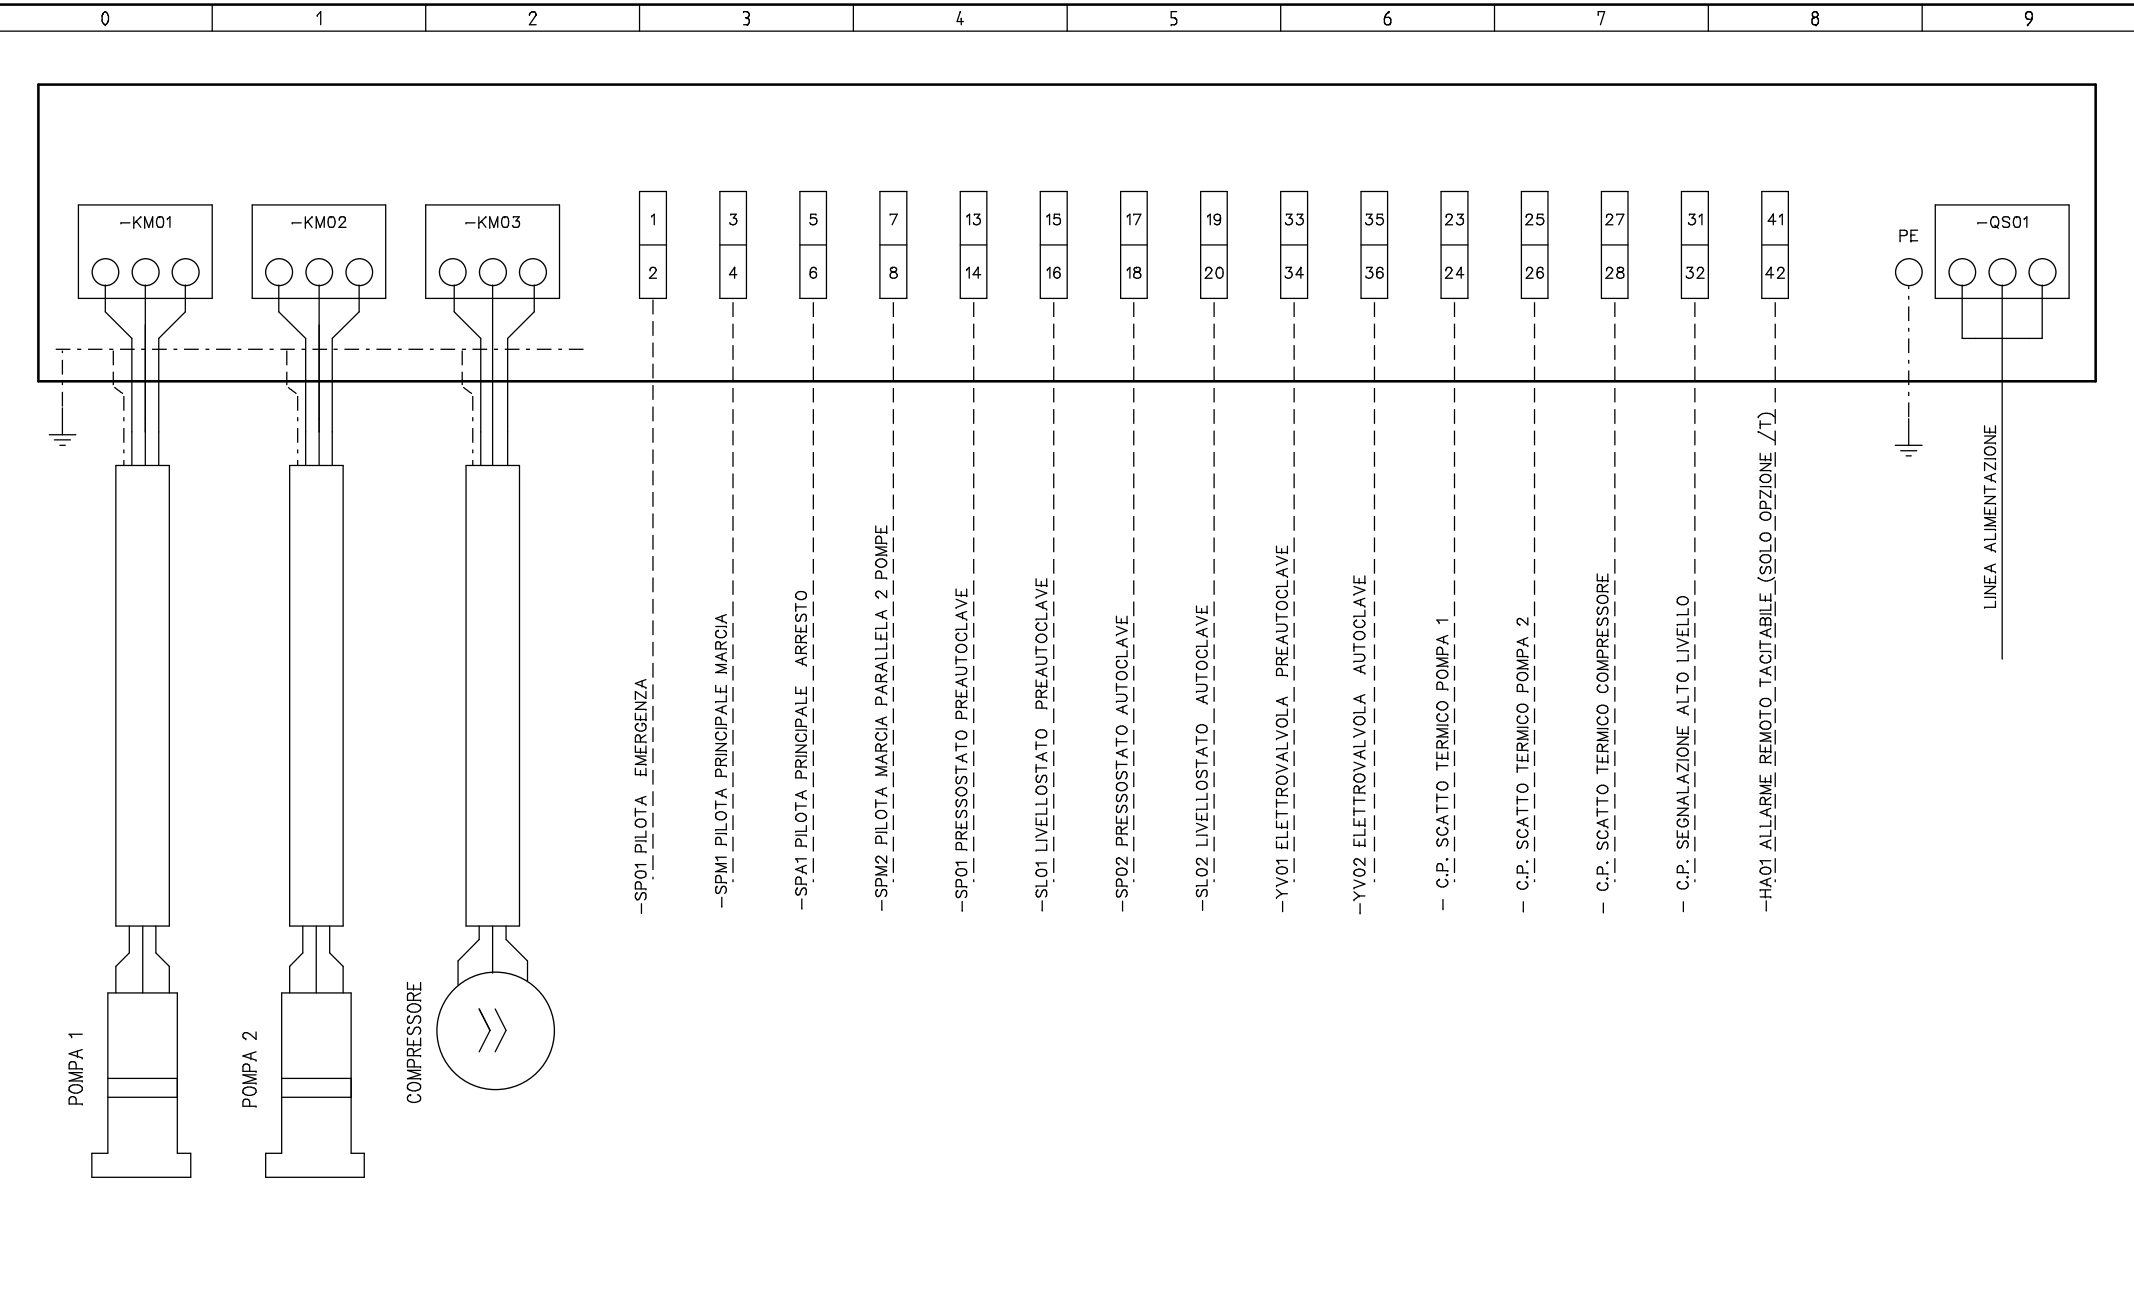 0 1 2 3 4 5 6 7 8 9
-KM01 -KM02 -KM03
1 3 5 7 13 15 17 19 33 35 23 25 27 31 41
2 4 6 8 14 16 18 20 34 36 24 26 28 32 42
PE
-QS01
-SP01 PILOTA EMERGENZA
-SPM1 PILOTA PRINCIPALE MARCIA
-SPA1 PILOTA PRINCIPALE ARRESTO
-SPM2 PILOTA MARCIA PARALLELA 2 POMPE
-SP01 PRESSOSTATO PREAUTOCLAVE
-SL01 LIVELLOSTATO PREAUTOCLAVE
-SP02 PRESSOSTATO AUTOCLAVE
-SL02 LIVELLOSTATO AUTOCLAVE
-YV01 ELETTROVALVOLA PREAUTOCLAVE
-YV02 ELETTROVALVOLA AUTOCLAVE
- C.P. SCATTO TERMICO POMPA 1
- C.P. SCATTO TERMICO POMPA 2
- C.P. SCATTO TERMICO COMPRESSORE
- C.P. SEGNALAZIONE ALTO LIVELLO
-HA01 ALLARME REMOTO TACITABILE (SOLO OPZIONE /T)
LINEA ALIMENTAZIONE
POMPA 1
POMPA 2
COMPRESSORE